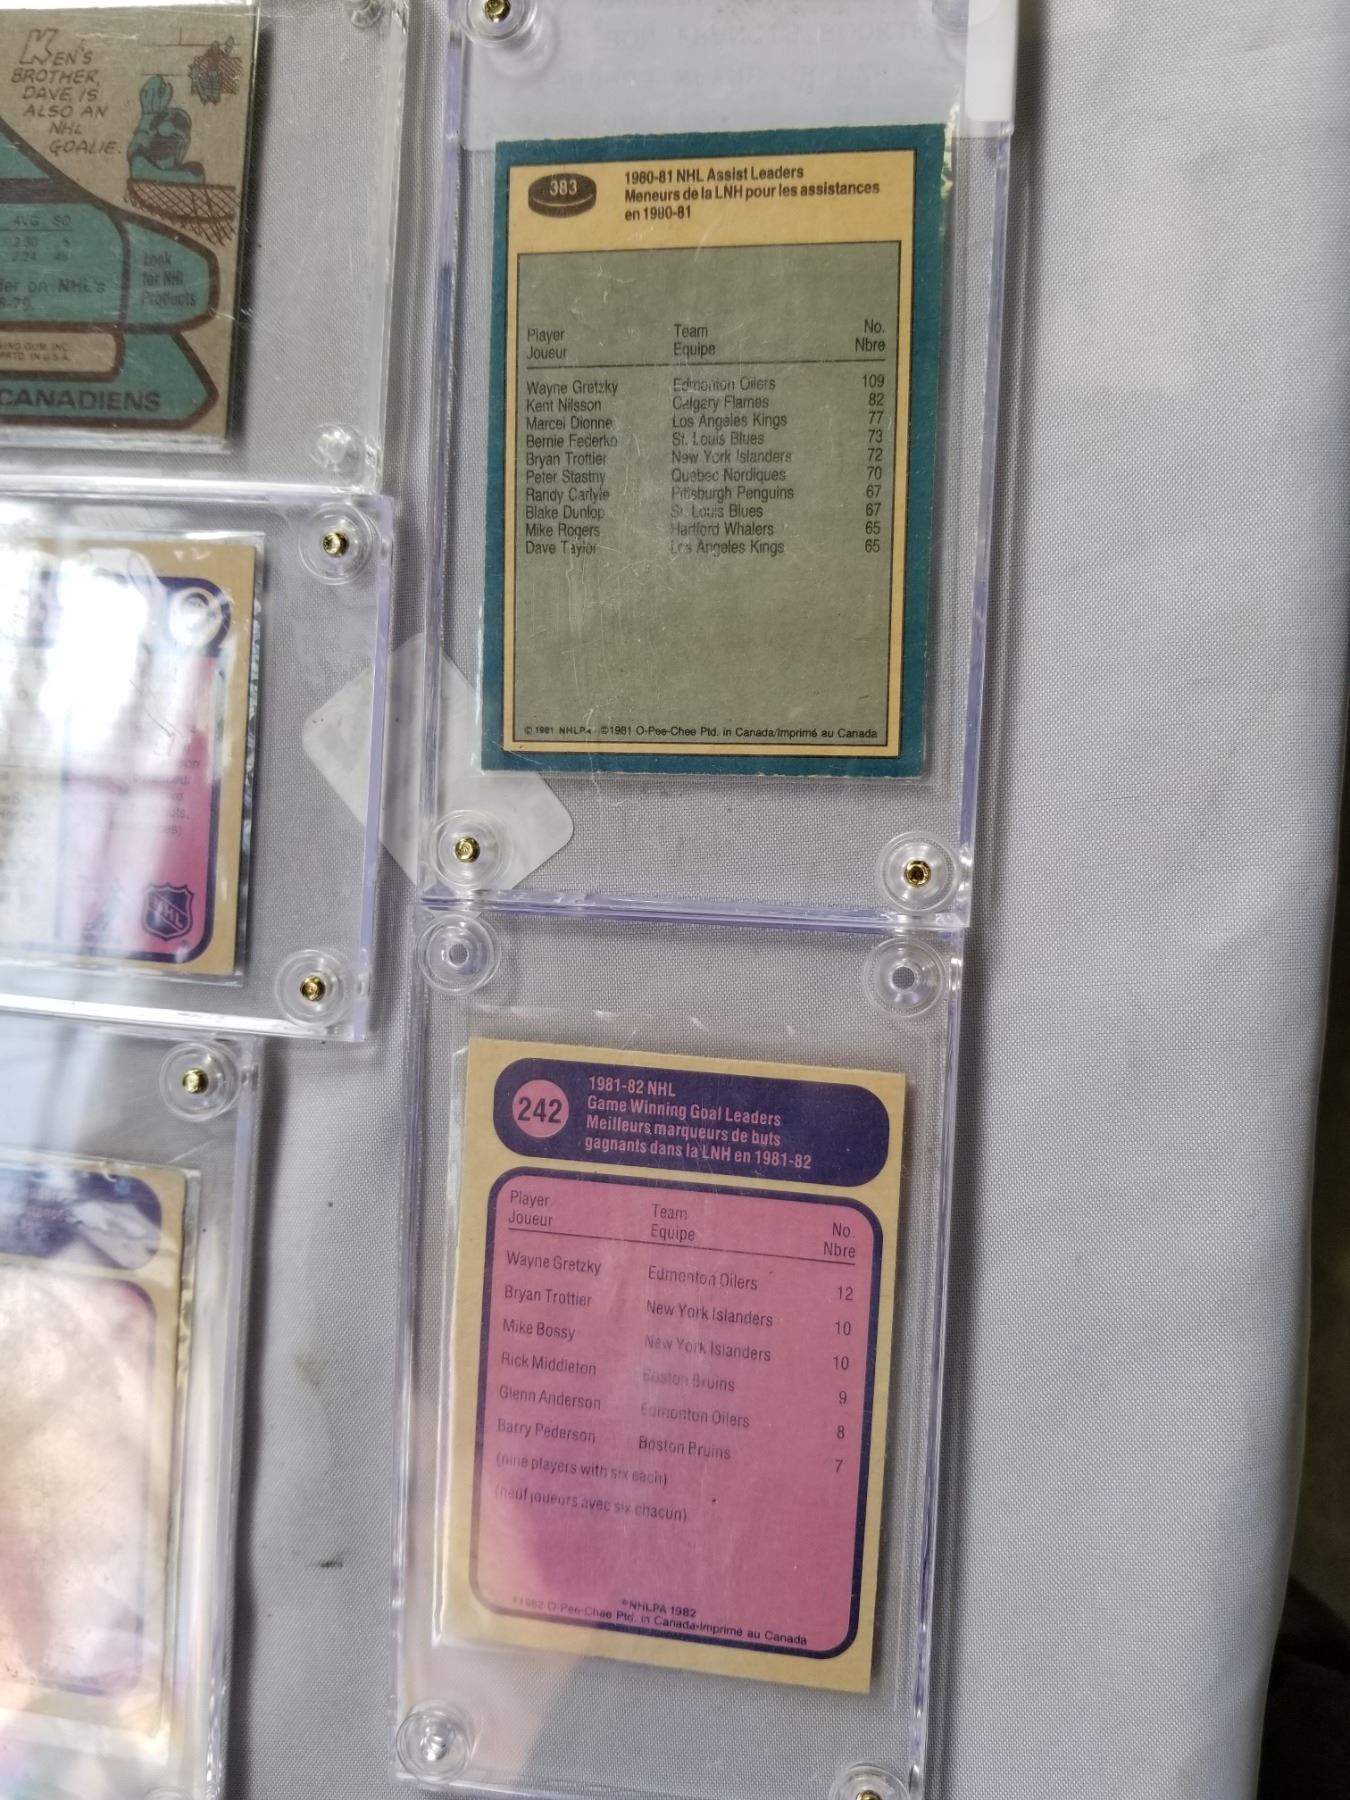 KEN'S
BROTHER,
DAVE, IS
ALSO AN
NHL
GOALIE.
AVG SO
on NHL's
Look
for NHL
Products
CANADIENS
383
1980-81 NHL Assist Leaders
Meneurs de la LNH pour les assistances
en 1980-81
Player Team No.
Joueur Equipe Nbre
Wayne Gretzky Edmonton Oilers 109
Kent Nilsson Calgary Flames 82
Marcel Dionne Los Angeles Kings 77
Bernie Federko St. Louis Blues 73
Bryan Trottier New York Islanders 72
Peter Stastny Quebec Nordiques 70
Randy Carlyle Pittsburgh Penguins 67
Blake Dunlop St. Louis Blues 67
Mike Rogers Hartford Whalers 65
Dave Taylor Los Angeles Kings 65
© 1981 NHLPA ©1981 O-Pee-Chee Ptd. in Canada/Imprimé au Canada
NHL
242
1981-82 NHL
Game Winning Goal Leaders
Meilleurs marqueurs de buts
gagnants dans la LNH en 1981-82
Player Team No.
Joueur Equipe Nbre
Wayne Gretzky Edmonton Oilers 12
Bryan Trottier New York Islanders 10
Mike Bossy New York Islanders 10
Rick Middleton Boston Bruins 9
Glenn Anderson Edmonton Oilers 8
Barry Pederson Boston Bruins 7
(nine players with six each)
(neuf joueurs avec six chacun)
©NHLPA 1982
©1982 O-Pee-Chee Ptd. in Canada-Imprimé au Canada